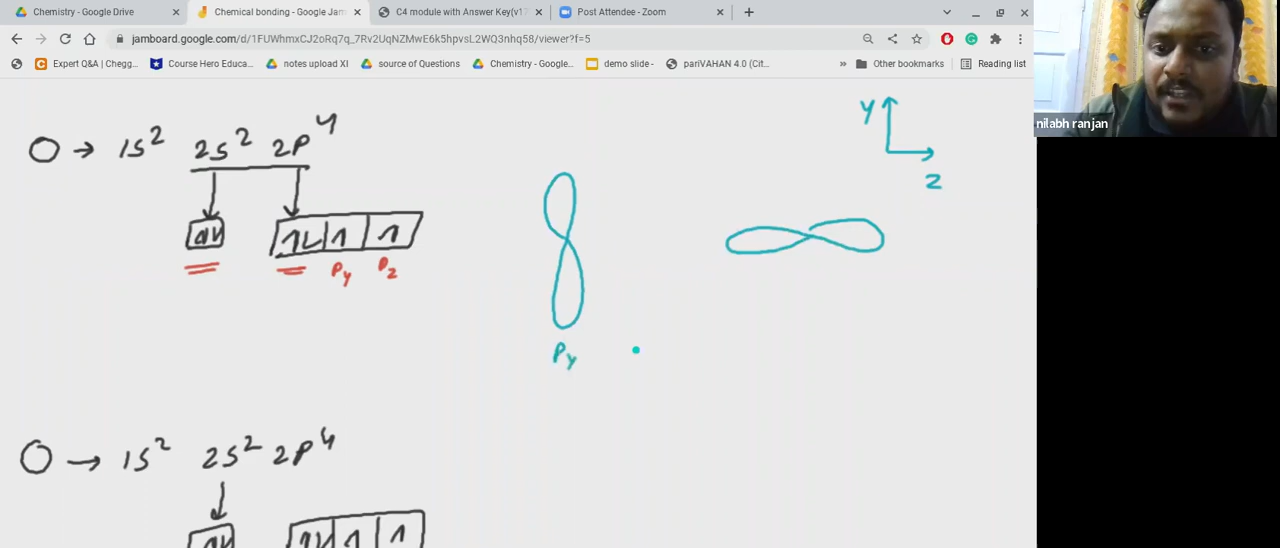 Chemistry - Google Drive
Chemical bonding - Google Jam
C4 module with Answer Key(v17
Post Attendee - Zoom
jamboard.google.com/d/1FUWhmxCJ2oRq7q_7Rv2UqNZMwE6k5hpvsL2WQ3nhq58/viewer?f=5
Expert Q&A | Chegg...
Course Hero Educa...
notes upload XI
source of Questions
Chemistry - Google...
demo slide -
pariVAHAN 4.0 (Cit...
»
Other bookmarks
Reading list
nilabh ranjan
O → 1S² 2S² 2P⁴
Y
Z
Py Pz
Py
O → 1S² 2S² 2P⁴